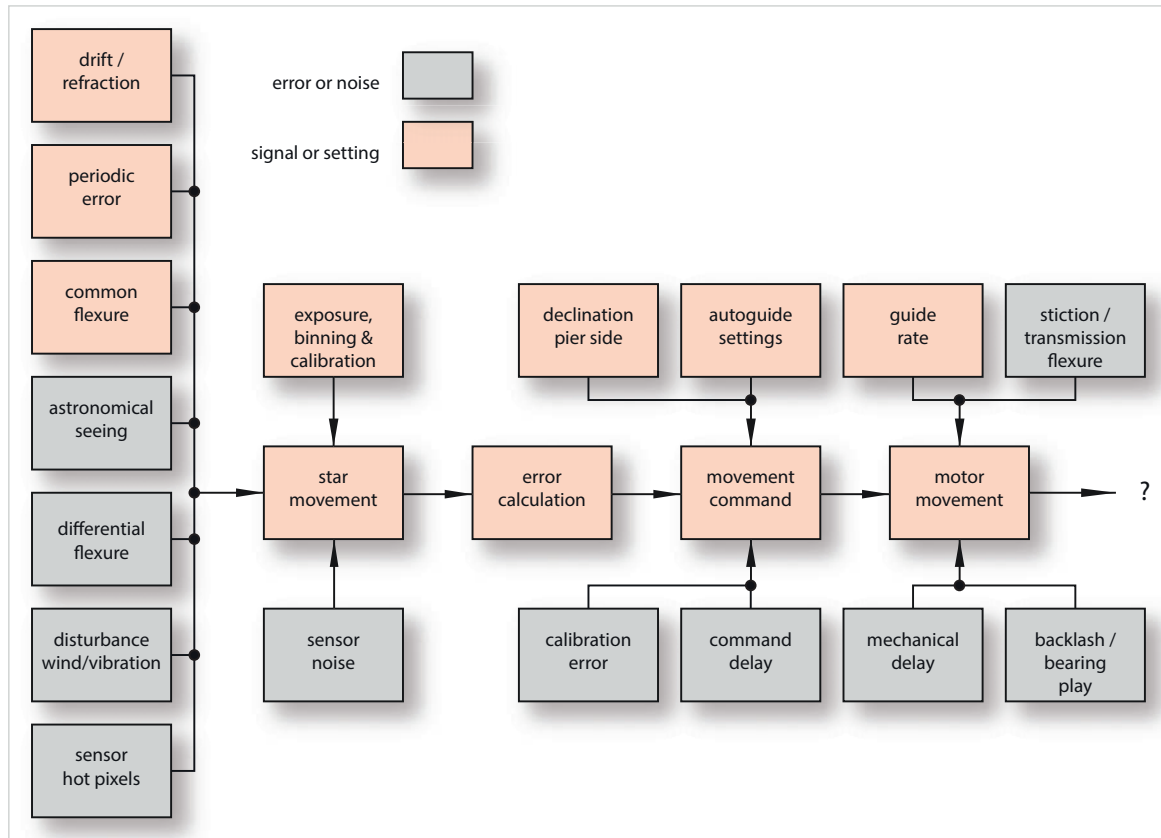 drift /
refraction
periodic
error
common
flexure
astronomical
seeing
differential
flexure
disturbance
wind/vibration
sensor
hot pixels
error or noise
signal or setting
exposure,
binning &
calibration
star
movement
sensor
noise
error
calculation
declination
pier side
autoguide
settings
movement
command
calibration
error
command
delay
guide
rate
stiction /
transmission
flexure
motor
movement
mechanical
delay
backlash /
bearing
play
?